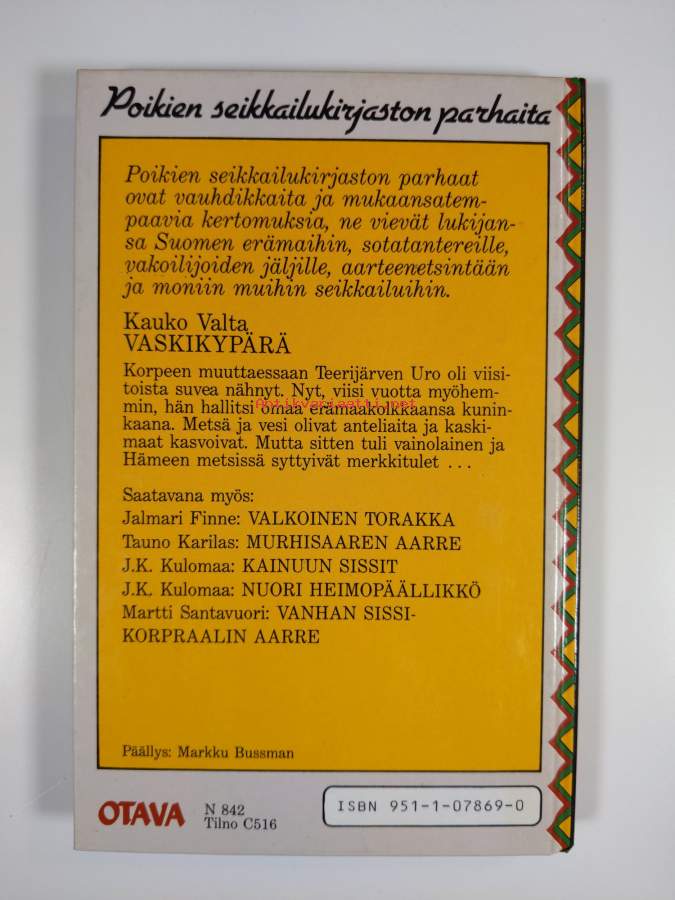 Poikien seikkailukirjaston parhaita
Poikien seikkailukirjaston parhaat
ovat vauhdikkaita ja mukaansatem-
paavia kertomuksia, ne vievät lukijan-
sa Suomen erämaihin, sotatantereille,
vakoilijoiden jäljille, aarteenetsintään
ja moniin muihin seikkailuihin.
Kauko Valta
VASKIKYPÄRÄ
Korpeen muuttaessaan Teerijärven Uro oli viisi-
toista suvea nähnyt. Nyt, viisi vuotta myöhem-
min, hän hallitsi omaa erämaakolkkaansa kunin-
kaana. Metsä ja vesi olivat anteliaita ja kaski-
maat kasvoivat. Mutta sitten tuli vainolainen ja
Hämeen metsissä syttyivät merkkitulet ...
Antikvariaatti.net
Saatavana myös:
Jalmari Finne: VALKOINEN TORAKKA
Tauno Karilas: MURHISAAREN AARRE
J.K. Kulomaa: KAINUUN SISSIT
J.K. Kulomaa: NUORI HEIMOPÄÄLLIKKÖ
Martti Santavuori: VANHAN SISSI-
KORPRAALIN AARRE
Päällys: Markku Bussman
OTAVA
N 842
Tilno C516
ISBN 951-1-07869-0